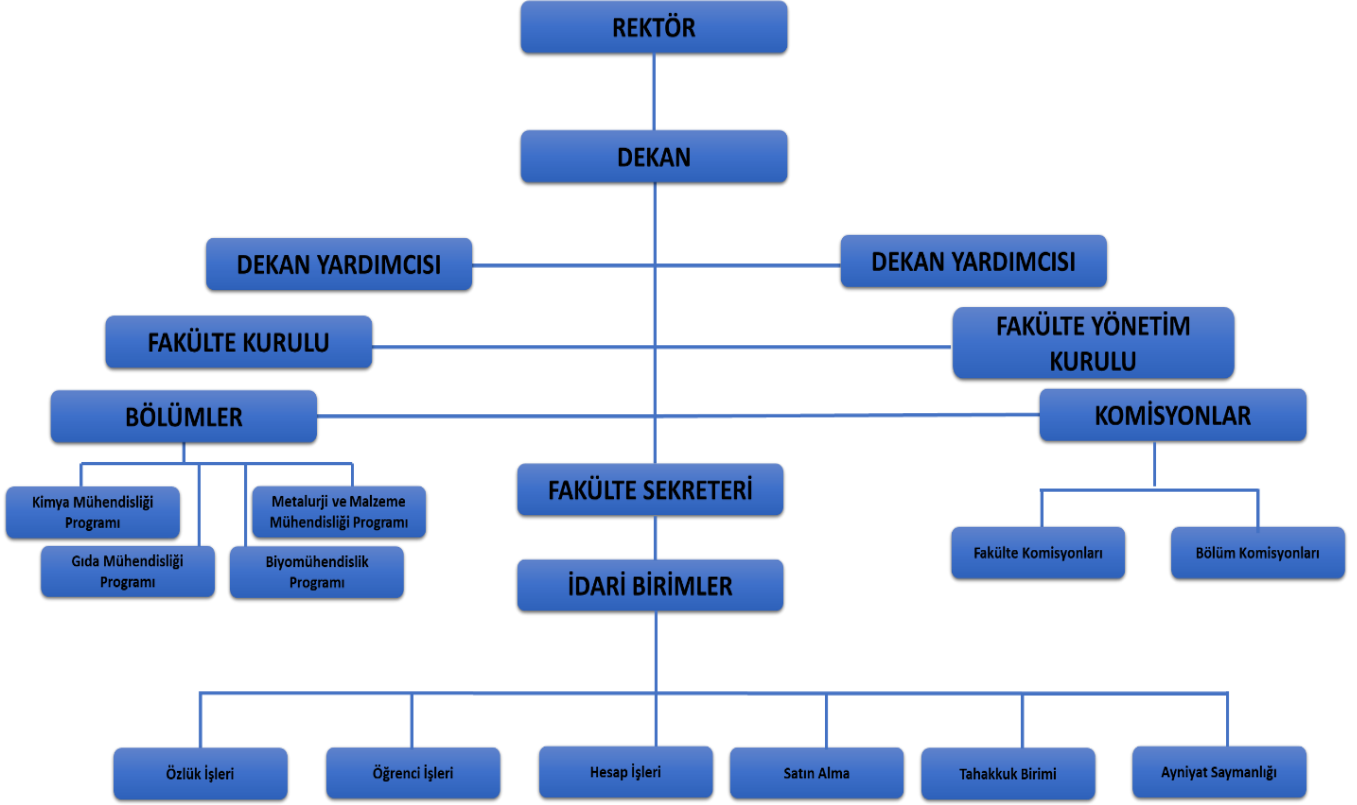 REKTÖR
DEKAN
DEKAN YARDIMCISI
DEKAN YARDIMCISI
FAKÜLTE KURULU
FAKÜLTE YÖNETİM
KURULU
BÖLÜMLER
KOMİSYONLAR
Kimya Mühendisliği
Programı
Metalurji ve Malzeme
Mühendisliği Programı
Gıda Mühendisliği
Programı
Biyomühendislik
Programı
FAKÜLTE SEKRETERİ
Fakülte Komisyonları
Bölüm Komisyonları
İDARİ BİRİMLER
Özlük İşleri
Öğrenci İşleri
Hesap İşleri
Satın Alma
Tahakkuk Birimi
Ayniyat Saymanlığı